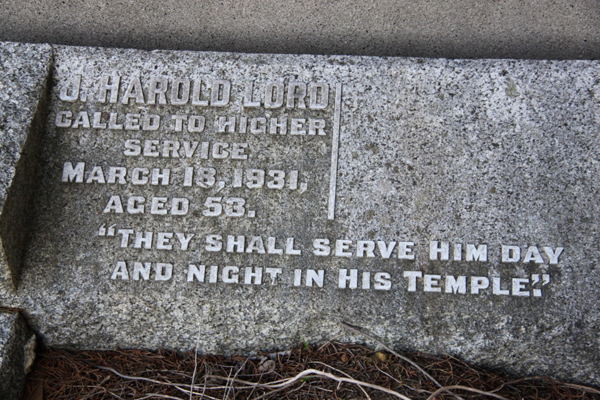 J. HAROLD LORD
CALLED TO HIGHER
SERVICE
MARCH 18, 1931,
AGED 53.
"THEY SHALL SERVE HIM DAY
AND NIGHT IN HIS TEMPLE."